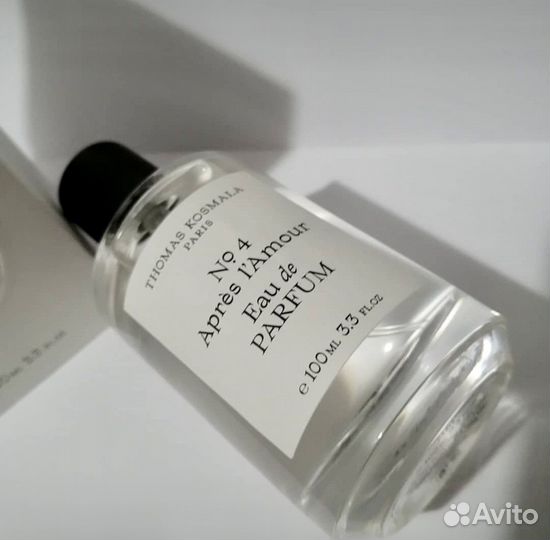 THOMAS KOSMALA
PARIS
Nº 4
Après l'Amour
Eau de
PARFUM
e 100 ML 3.3 FL.OZ
Avito